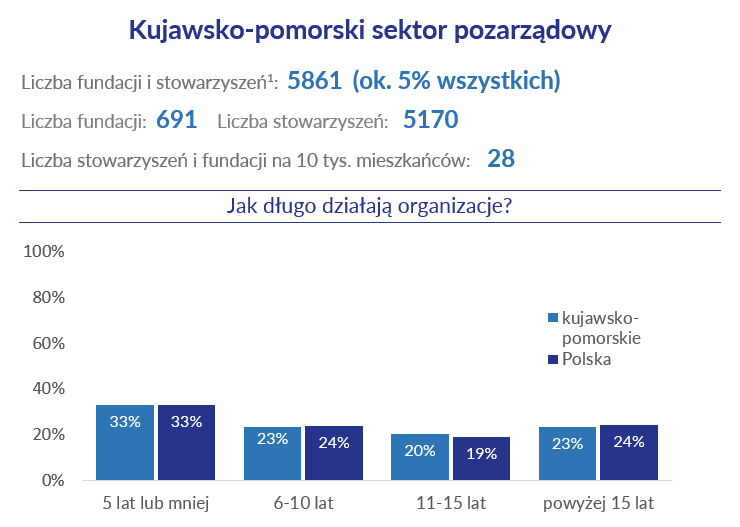 Kujawsko-pomorski sektor pozarządowy
Liczba fundacji i stowarzyszeń¹: 5861 (ok. 5% wszystkich)
Liczba fundacji: 691 Liczba stowarzyszeń: 5170
Liczba stowarzyszeń i fundacji na 10 tys. mieszkańców: 28
Jak długo działają organizacje?
100%
80%
60%
40%
20%
0%
kujawsko-
pomorskie
Polska
33% 33% 23% 24% 20% 19% 23% 24%
5 lat lub mniej 6-10 lat 11-15 lat powyżej 15 lat